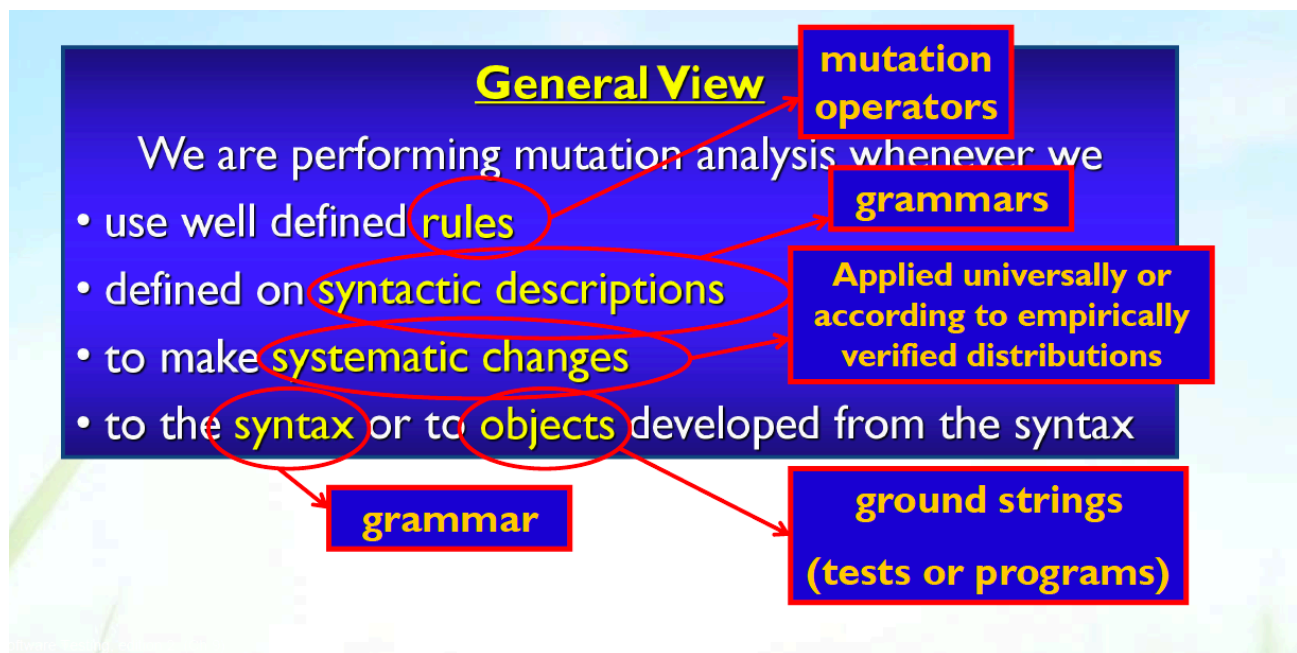 General View
mutation
operators
We are performing mutation analysis whenever we
grammars
• use well defined rules
• defined on syntactic descriptions
Applied universally or
according to empirically
verified distributions
• to make systematic changes
• to the syntax or to objects developed from the syntax
grammar
ground strings
(tests or programs)